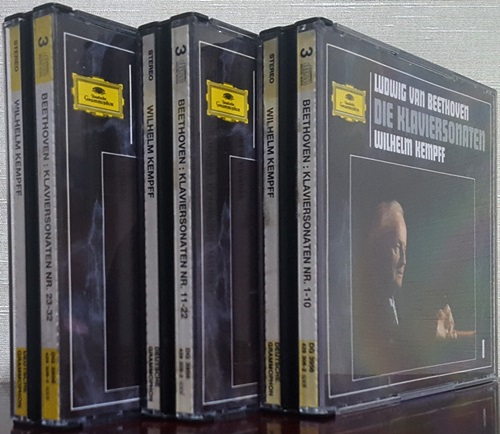 STEREO
WILHELM KEMPFF
DEUTSCHE
GRAMMOPHON
3
BEETHOVEN : KLAVIERSONATEN NR. 23-32
Deutsche
Grammophon
STEREO
WILHELM KEMPFF
DEUTSCHE
GRAMMOPHON
3
BEETHOVEN : KLAVIERSONATEN NR. 11-22
Deutsche
Grammophon
STEREO
WILHELM KEMPFF
DEUTSCHE
GRAMMOPHON
3
BEETHOVEN : KLAVIERSONATEN NR. 1-10
Deutsche
Grammophon
LUDWIG VAN BEETHOVEN
DIE KLAVIERSONATEN
WILHELM KEMPFF